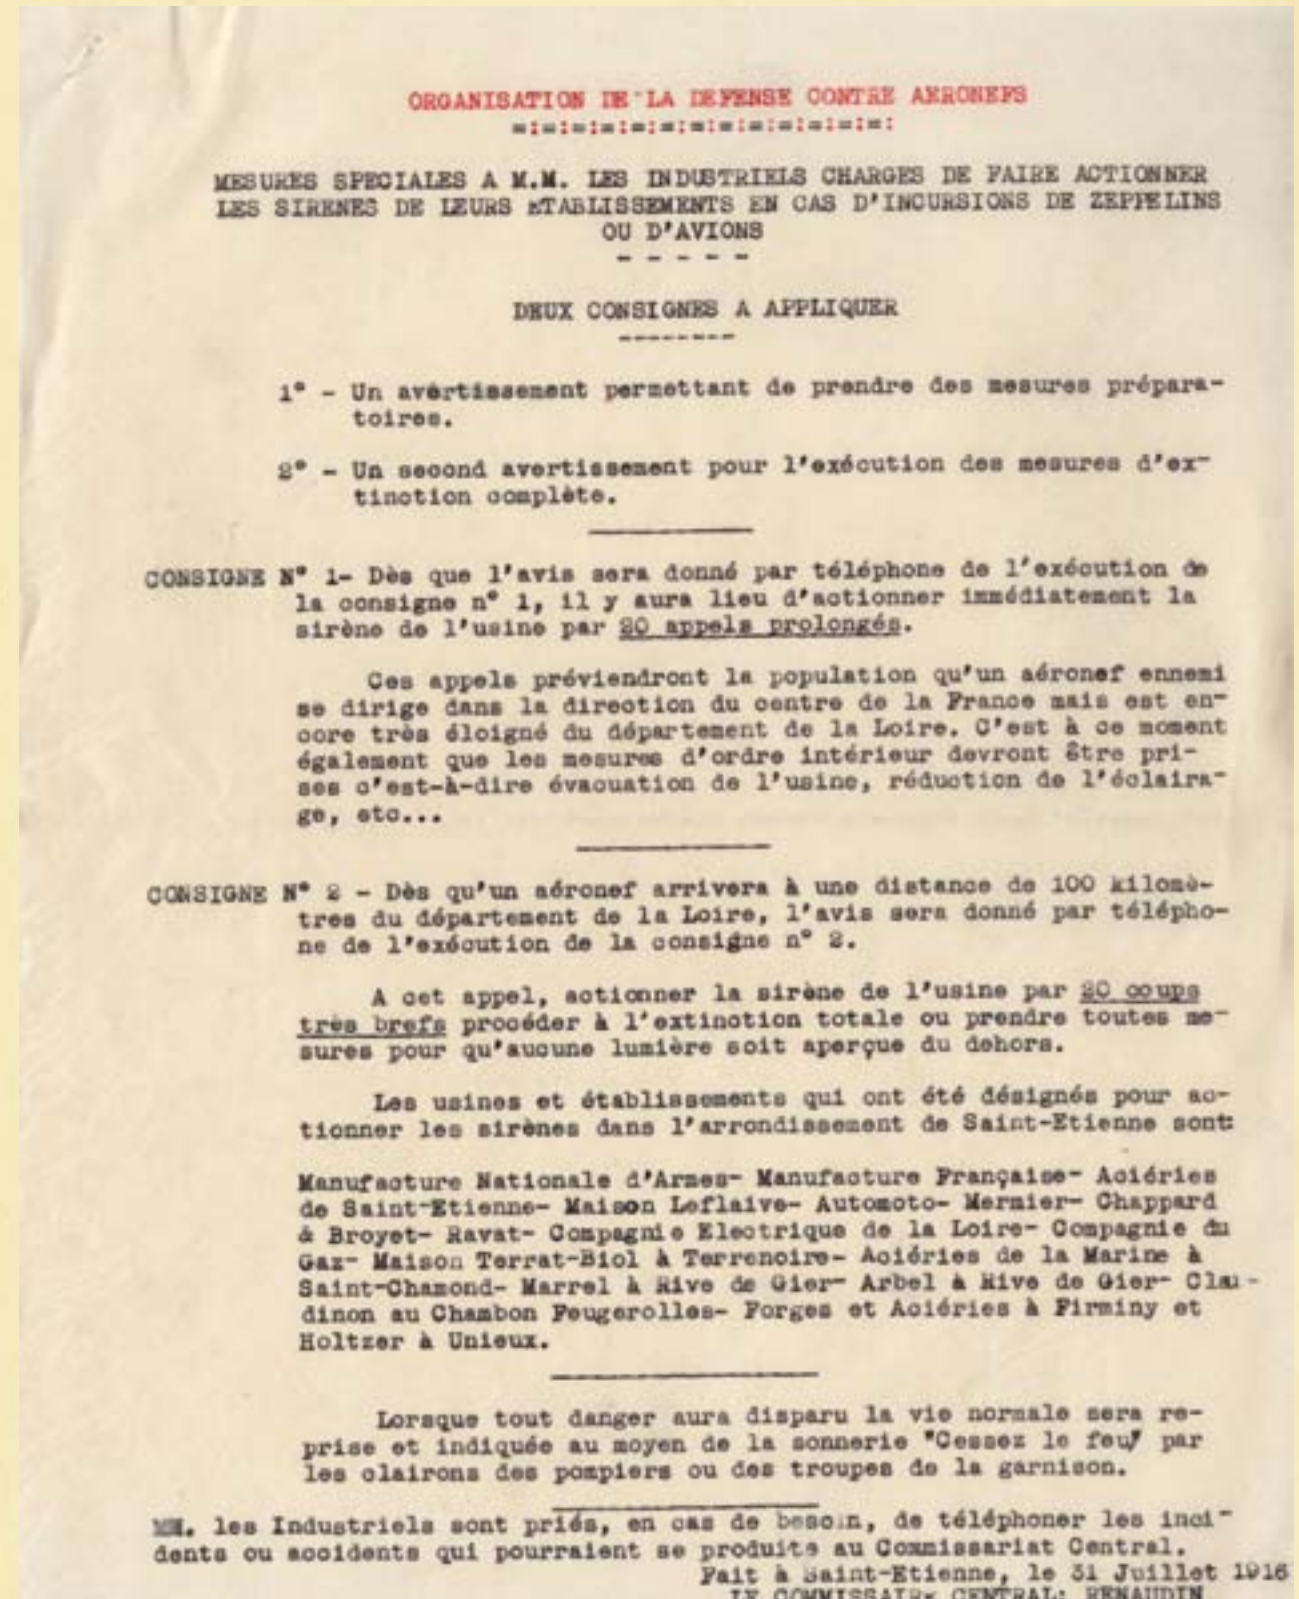 ORGANISATION DE LA DEFENSE CONTRE AERONEFS
=:=:=:=:=:=:=:=:=:=:=:=:=:
MESURES SPECIALES A M.M. LES INDUSTRIELS CHARGES DE FAIRE ACTIONNER
LES SIRENES DE LEURS ETABLISSEMENTS EN CAS D'INCURSIONS DE ZEPPELINS
OU D'AVIONS
- - - - -
DEUX CONSIGNES A APPLIQUER
--------
1° - Un avertissement permettant de prendre des mesures prépara-
toires.
2° - Un second avertissement pour l'exécution des mesures d'ex-
tinction complète.
CONSIGNE N° 1- Dès que l'avis sera donné par téléphone de l'exécution de
la consigne n° 1, il y aura lieu d'actionner immédiatement la
sirène de l'usine par 20 appels prolongés.
Ces appels préviendront la population qu'un aéronef ennemi
se dirige dans la direction du centre de la France mais est en-
core très éloigné du département de la Loire. C'est à ce moment
également que les mesures d'ordre intérieur devront être pri-
ses c'est-à-dire évacuation de l'usine, réduction de l'éclaira-
ge, etc...
CONSIGNE N° 2 - Dès qu'un aéronef arrivera à une distance de 100 kilomè-
tres du département de la Loire, l'avis sera donné par télépho-
ne de l'exécution de la consigne n° 2.
A cet appel, actionner la sirène de l'usine par 20 coups
très brefs procéder à l'extinction totale ou prendre toutes me-
sures pour qu'aucune lumière soit aperçue du dehors.
Les usines et établissements qui ont été désignés pour ac-
tionner les sirènes dans l'arrondissement de Saint-Etienne sont:
Manufacture Nationale d'Armes- Manufacture Française- Aciéries
de Saint-Etienne- Maison Leflaive- Automoto- Mermier- Chappard
& Broyet- Ravat- Compagnie Electrique de la Loire- Compagnie du
Gaz- Maison Terrat-Biol à Terrenoire- Aciéries de la Marine à
Saint-Chamond- Marrel à Rive de Gier- Arbel à Rive de Gier- Clau-
dinon au Chambon Feugerolles- Forges et Aciéries à Firminy et
Holtzer à Unieux.
Lorsque tout danger aura disparu la vie normale sera re-
prise et indiquée au moyen de la sonnerie "Cessez le feu" par
les clairons des pompiers ou des troupes de la garnison.
MM. les Industriels sont priés, en cas de besoin, de téléphoner les inci-
dents ou accidents qui pourraient se produite au Commissariat Central.
Fait à Saint-Etienne, le 31 Juillet 1916
LE COMMISSAIRE CENTRAL: RENAUDIN